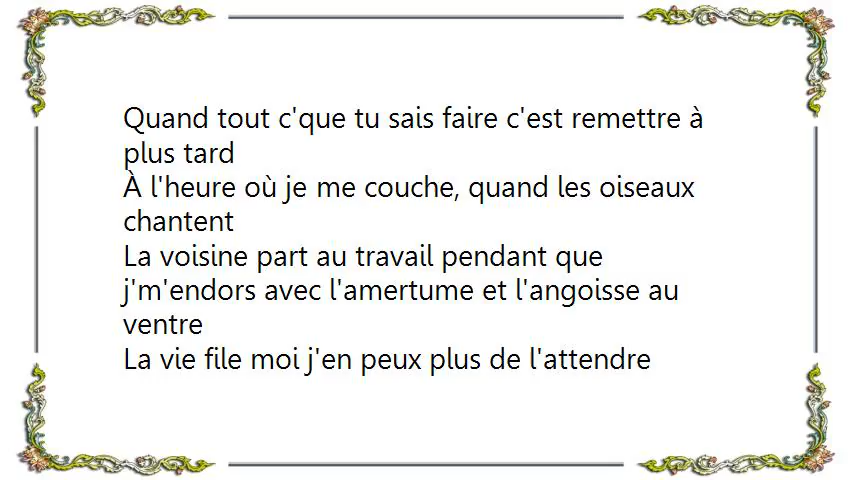 Quand tout c'que tu sais faire c'est remettre à
plus tard
À l'heure où je me couche, quand les oiseaux
chantent
La voisine part au travail pendant que
j'm'endors avec l'amertume et l'angoisse au
ventre
La vie file moi j'en peux plus de l'attendre